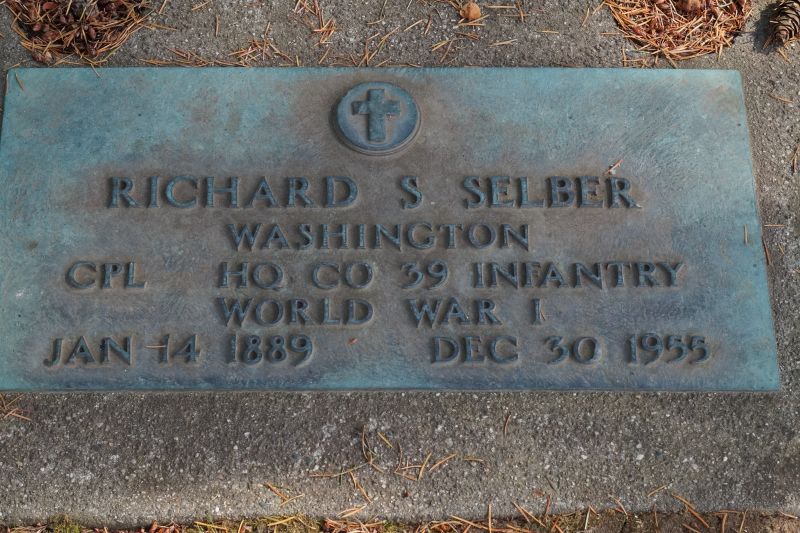 RICHARD S SELBER
WASHINGTON
CPL HQ CO 39 INFANTRY
WORLD WAR I
JAN 14 1889 DEC 30 1955